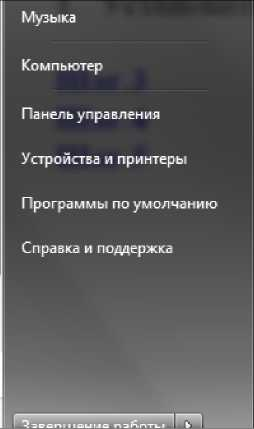 Музыка
Компьютер
Панель управления
Устройства и принтеры
Программы по умолчанию
Справка и поддержка
Завершение работы